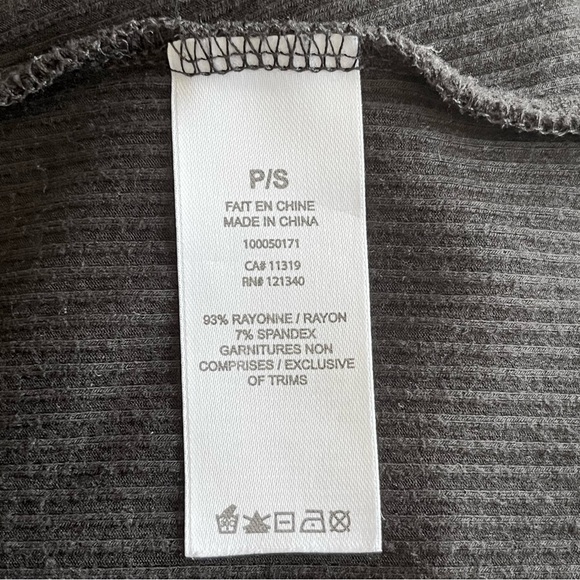 P/S
FAIT EN CHINE
MADE IN CHINA
100050171
CA# 11319
RN# 121340
93% RAYONNE / RAYON
7% SPANDEX
GARNITURES NON
COMPRISES / EXCLUSIVE
OF TRIMS